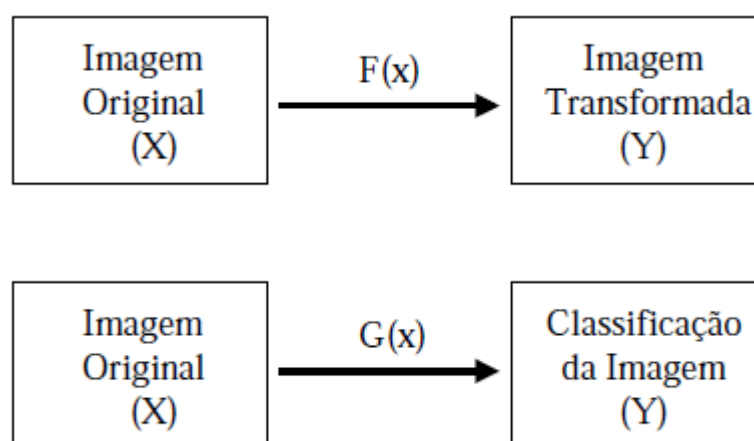 Imagem
Original
(X)
F(x)
Imagem
Transformada
(Y)
Imagem
Original
(X)
G(x)
Classificação
da Imagem
(Y)